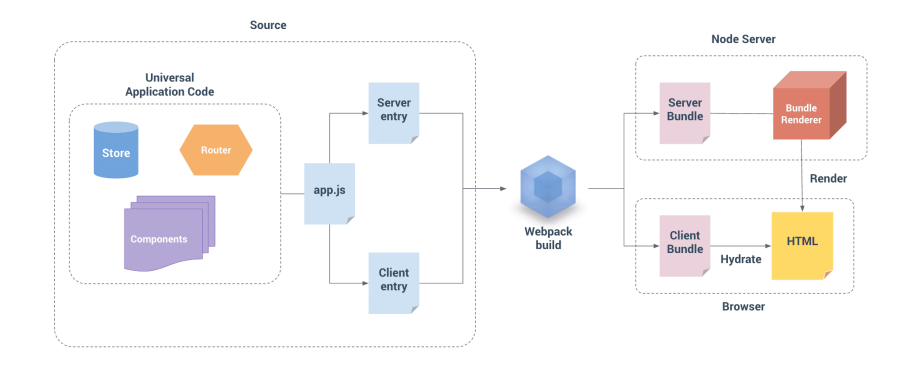 Source
Universal
Application Code
Store
Router
Components
app.js
Server
entry
Client
entry
Webpack
build
Node Server
Server
Bundle
Bundle
Renderer
Render
Client
Bundle
Hydrate
HTML
Browser